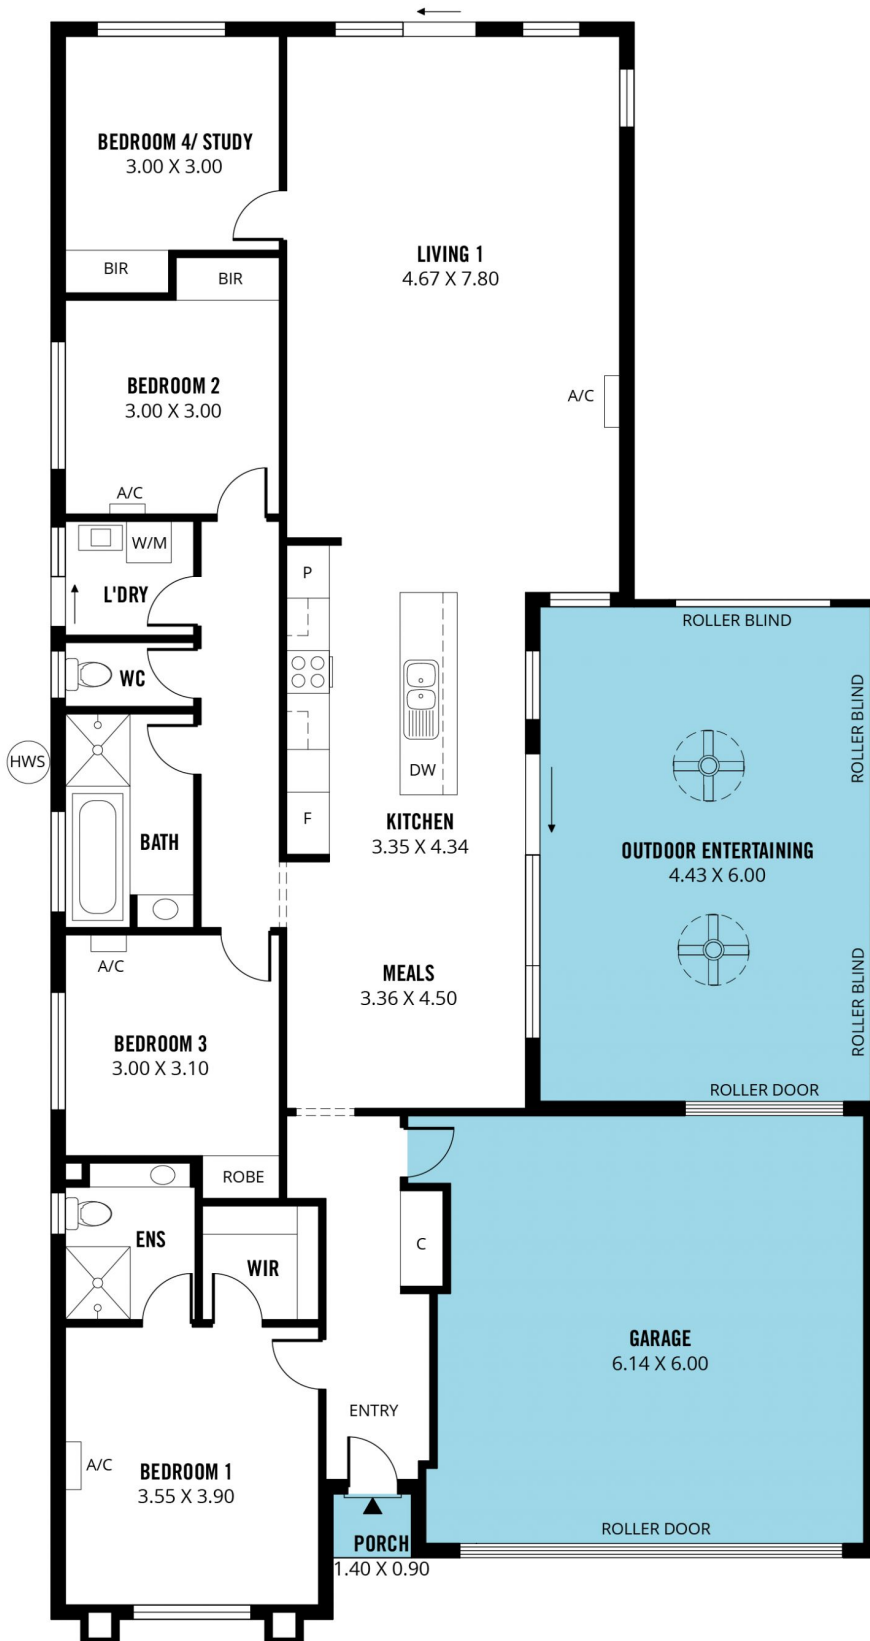 BEDROOM 4/ STUDY
3.00 X 3.00
BIR
BIR
LIVING 1
4.67 X 7.80
A/C
BEDROOM 2
3.00 X 3.00
A/C
W/M
L'DRY
WC
HWS
BATH
P
F
DW
KITCHEN
3.35 X 4.34
MEALS
3.36 X 4.50
ROLLER BLIND
ROLLER BLIND
OUTDOOR ENTERTAINING
4.43 X 6.00
ROLLER BLIND
ROLLER DOOR
A/C
BEDROOM 3
3.00 X 3.10
ROBE
ENS
WIR
C
GARAGE
6.14 X 6.00
ENTRY
A/C
BEDROOM 1
3.55 X 3.90
ROLLER DOOR
PORCH
1.40 X 0.90